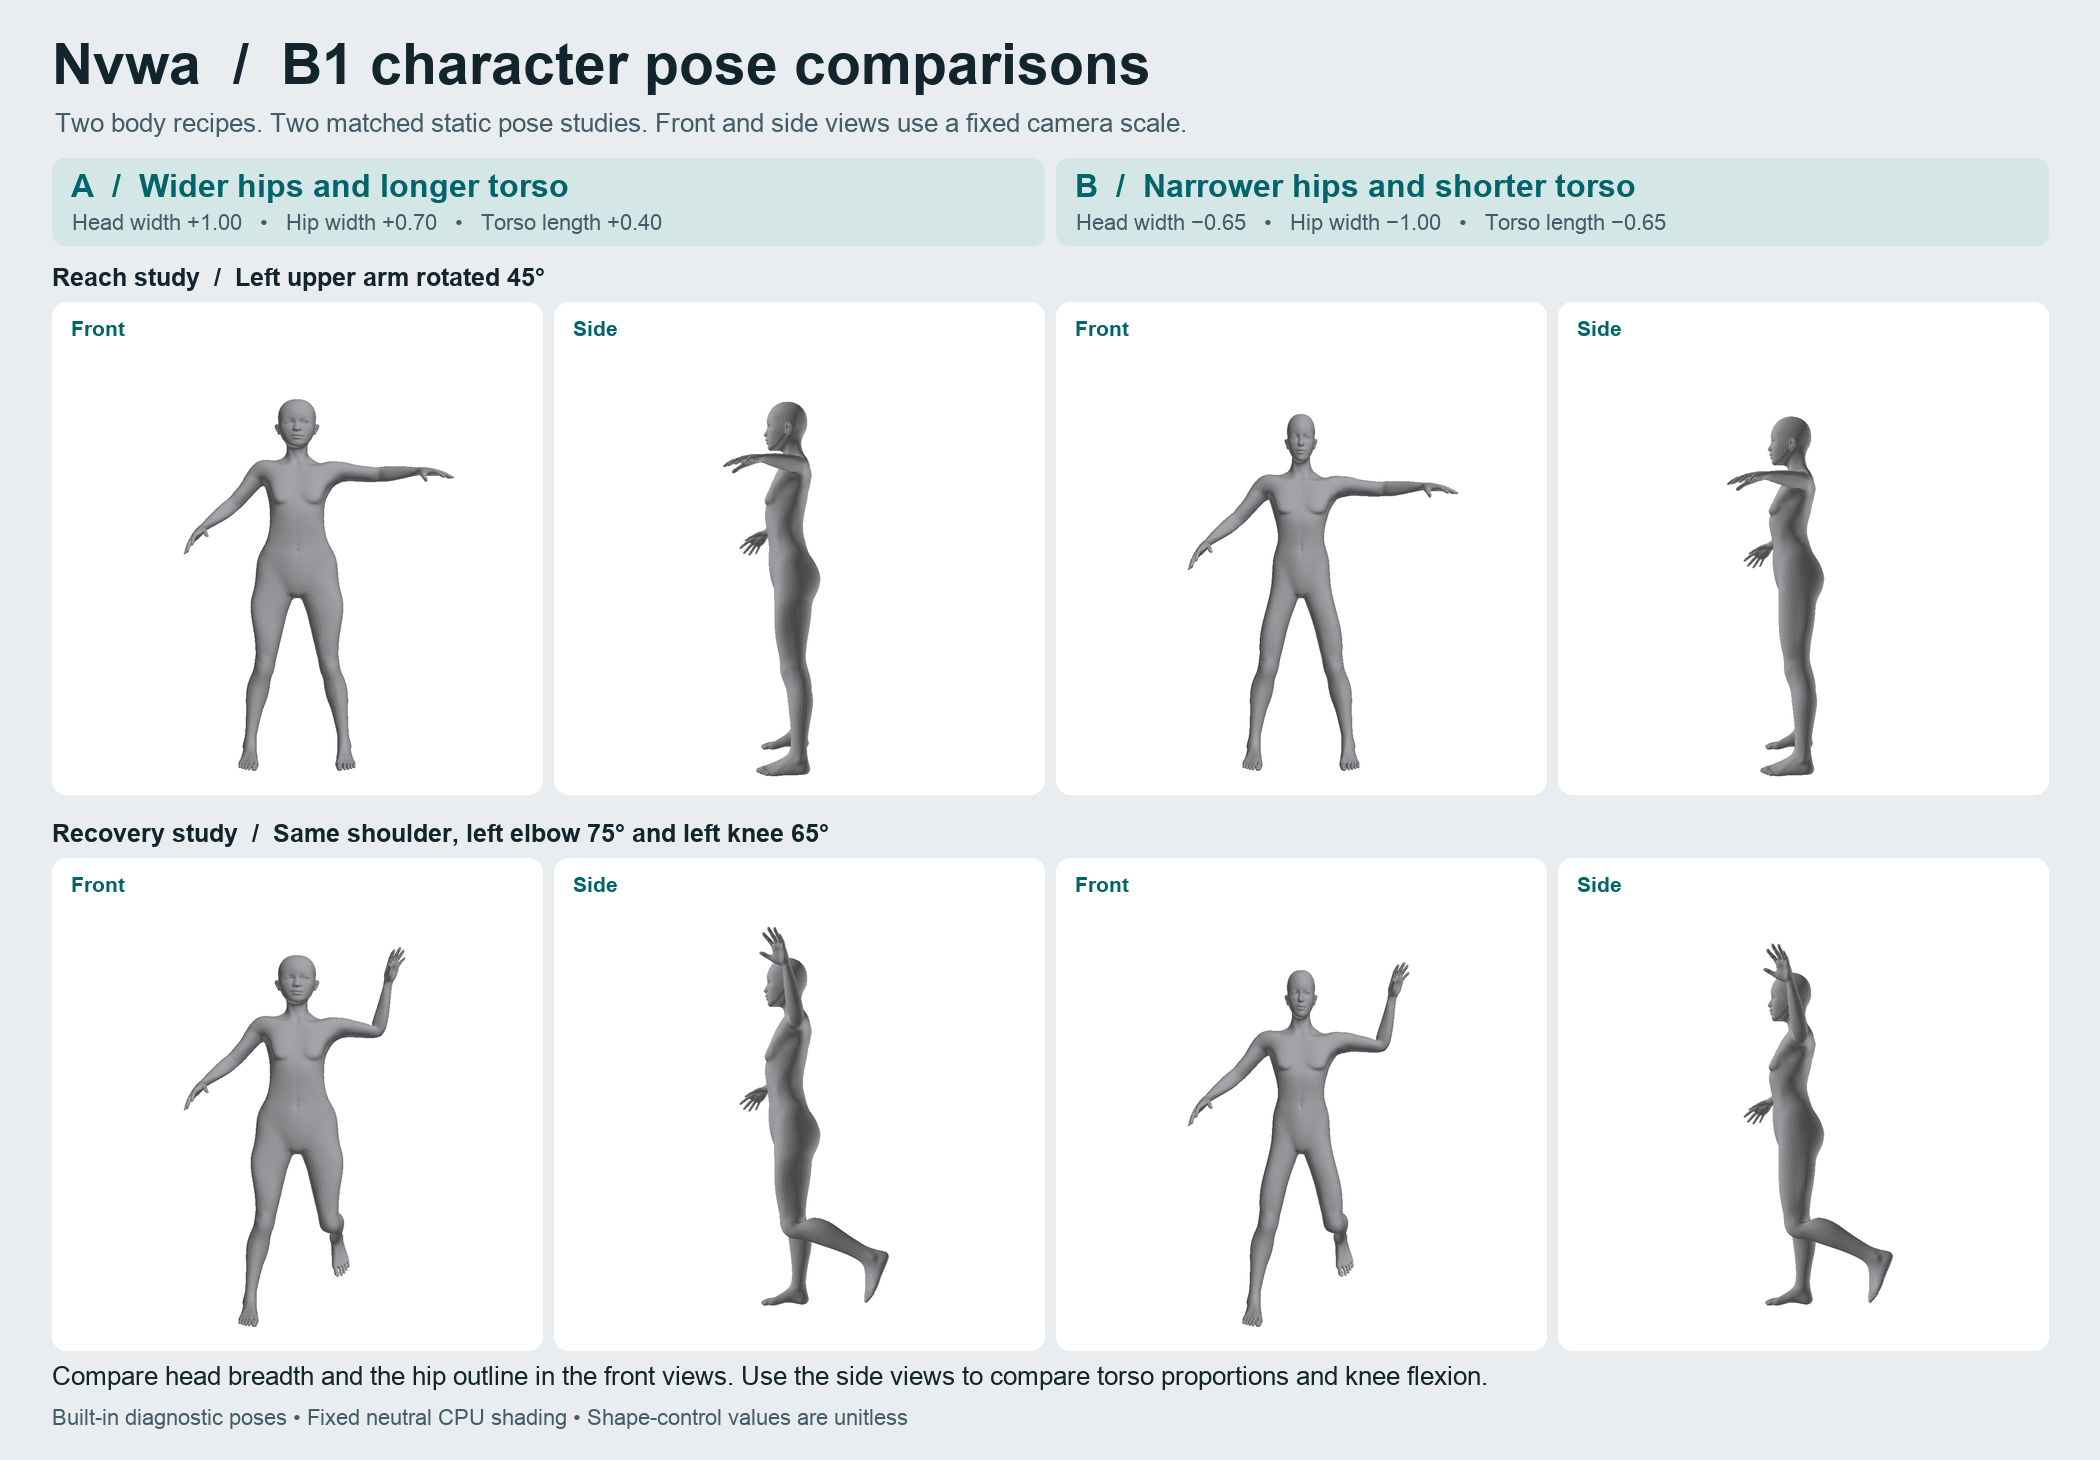 Nvwa / B1 character pose comparisons
Two body recipes. Two matched static pose studies. Front and side views use a fixed camera scale.
A / Wider hips and longer torso
Head width +1.00 • Hip width +0.70 • Torso length +0.40
B / Narrower hips and shorter torso
Head width −0.65 • Hip width −1.00 • Torso length −0.65
Reach study / Left upper arm rotated 45°
Front
Side
Front
Side
Recovery study / Same shoulder, left elbow 75° and left knee 65°
Front
Side
Front
Side
Compare head breadth and the hip outline in the front views. Use the side views to compare torso proportions and knee flexion.
Built-in diagnostic poses • Fixed neutral CPU shading • Shape-control values are unitless